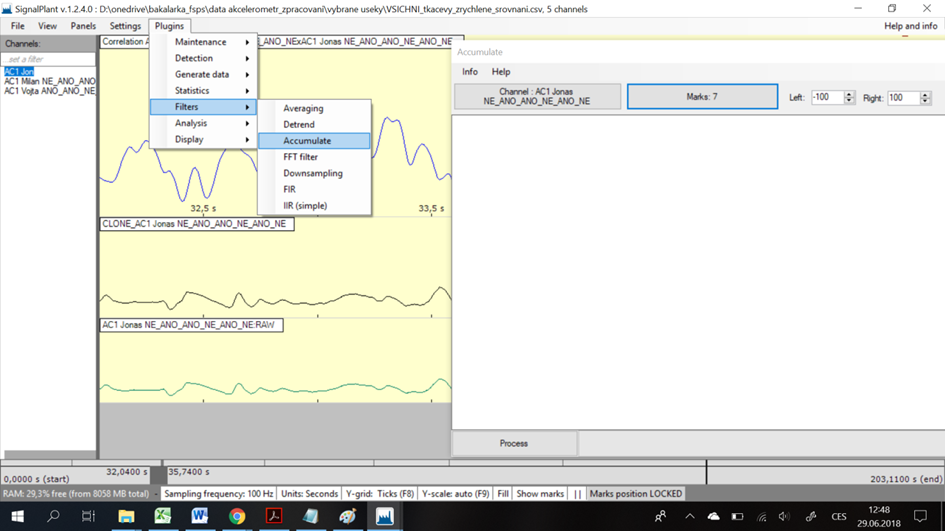 SignalPlant v.1.2.4.0 : D:\onedrive\bakalarka_fsps\data akcelerometr_zpracovani\vybrane useky\VSICHNI_tkacevy_zrychlene_srovnani.csv, 5 channels
File View Panels Settings Plugins Help and info
Channels:
set a filter
AC1 Jon
AC1 Milan NE_ANO_ANO
AC1 Vojta ANO_ANO_NE
Maintenance
Detection
Generate data
Statistics
Filters
Analysis
Display
Averaging
Detrend
Accumulate
FFT filter
Downsampling
FIR
IIR (simple)
Correlation A
_NE_ANO_NExAC1 Jonas NE_ANO_ANO_NE_ANO_NE
32,5 s
33,5 s
CLONE_AC1 Jonas NE_ANO_ANO_NE_ANO_NE
AC1 Jonas NE_ANO_ANO_NE_ANO_NE:RAW
Accumulate
Info Help
Channel : AC1 Jonas
NE_ANO_ANO_NE_ANO_NE
Marks: 7
Left: -100 Right: 100
Process
0,0000 s (start)
32,0400 s
35,7400 s
203,1100 s (end)
RAM: 29,3% free (from 8058 MB total) - Sampling frequency: 100 Hz Units: Seconds Y-grid: Ticks (F8) Y-scale: auto (F9) Fill Show marks || Marks position LOCKED
CES
12:48
29.06.2018